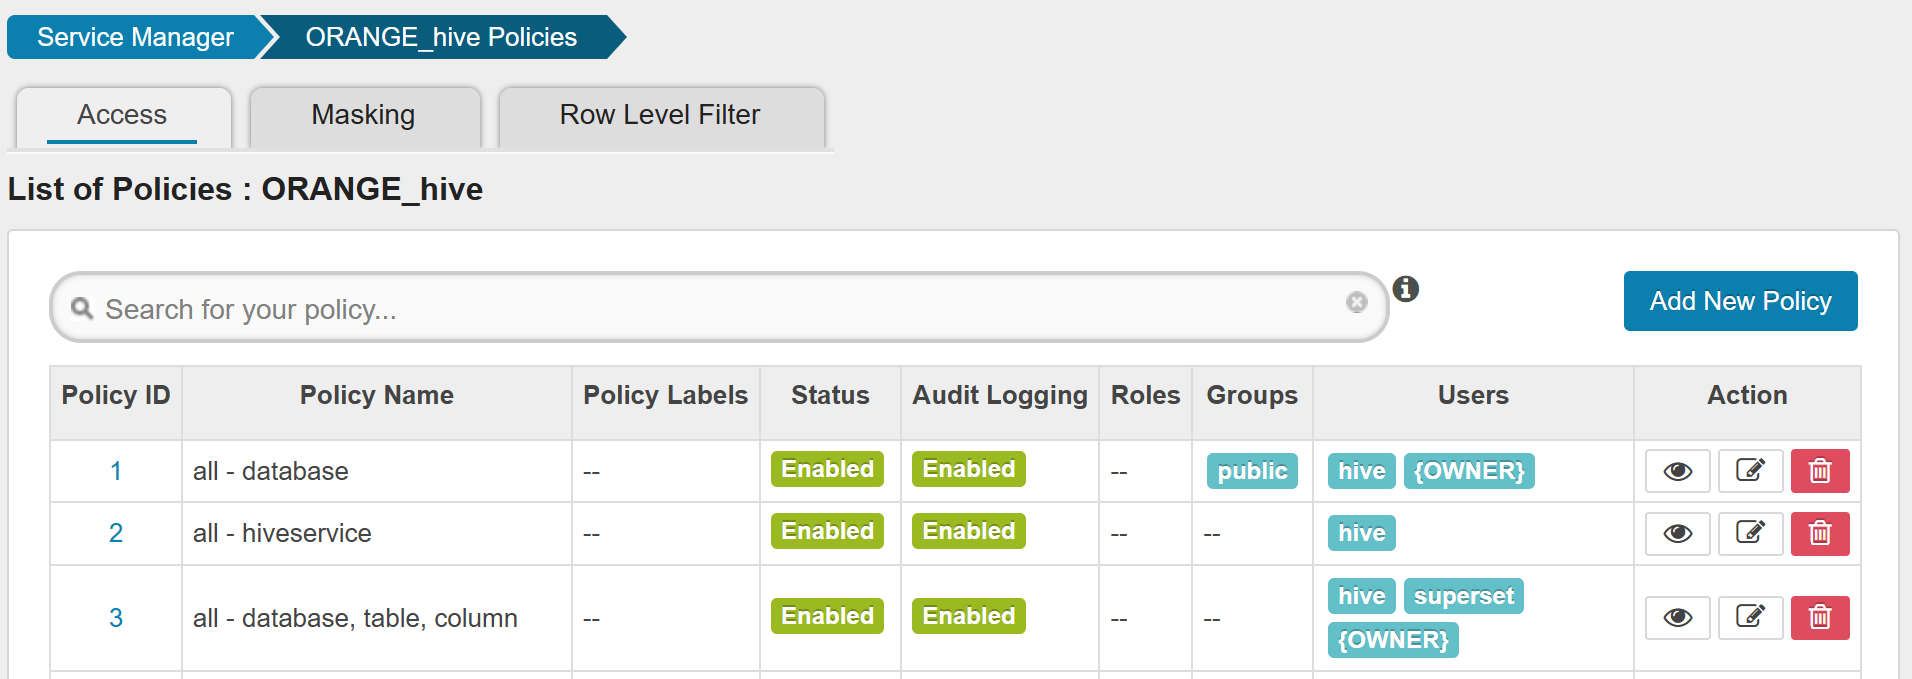 Service Manager ORANGE_hive Policies
Access Masking Row Level Filter
List of Policies : ORANGE_hive
Search for your policy...
Add New Policy
Policy ID Policy Name Policy Labels Status Audit Logging Roles Groups Users Action
1 all - database -- Enabled Enabled -- public hive {OWNER}
2 all - hiveservice -- Enabled Enabled -- -- hive
3 all - database, table, column -- Enabled Enabled -- -- hive superset
{OWNER}